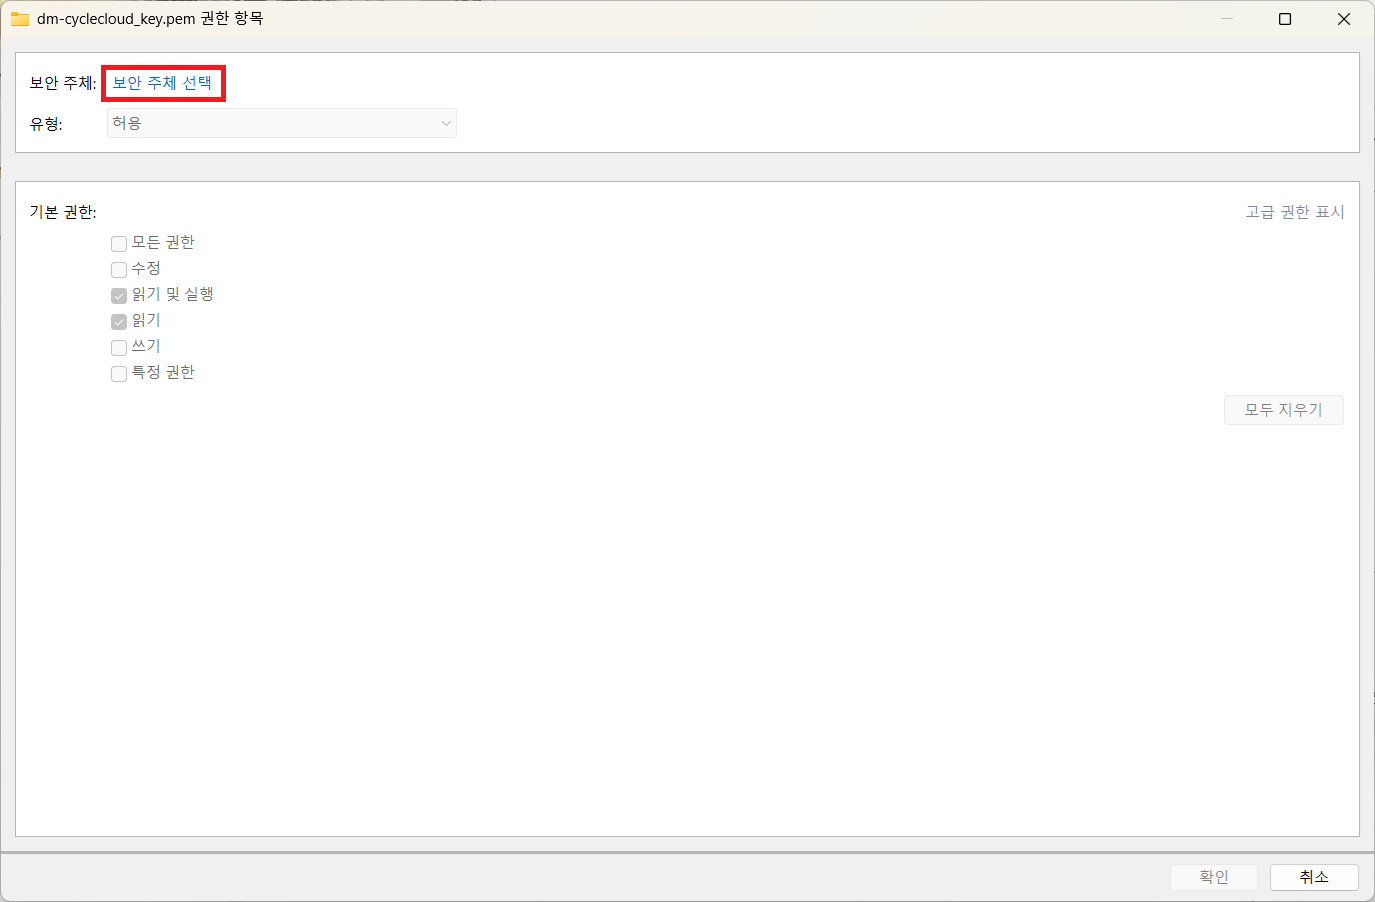 dm-cyclecloud_key.pem 권한 항목
보안 주체: 보안 주체 선택
유형: 허용
기본 권한: 고급 권한 표시
모든 권한
수정
읽기 및 실행
읽기
쓰기
특정 권한
모두 지우기
확인 취소